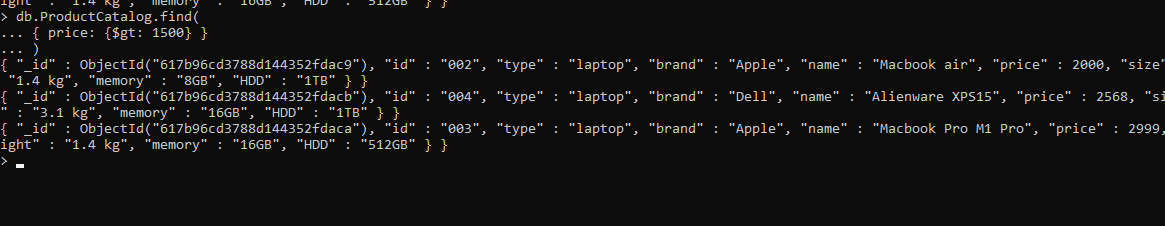 ight" : "1.4 kg", "memory" : "16GB", "HDD" : "512GB" } }
> db.ProductCatalog.find(
... { price: {$gt: 1500} }
... )
{ "_id" : ObjectId("617b96cd3788d144352fdac9"), "id" : "002", "type" : "laptop", "brand" : "Apple", "name" : "Macbook air", "price" : 2000, "size"
"1.4 kg", "memory" : "8GB", "HDD" : "1TB" } }
{ "_id" : ObjectId("617b96cd3788d144352fdacb"), "id" : "004", "type" : "laptop", "brand" : "Dell", "name" : "Alienware XPS15", "price" : 2568, "si
" : "3.1 kg", "memory" : "16GB", "HDD" : "1TB" } }
{ "_id" : ObjectId("617b96cd3788d144352fdaca"), "id" : "003", "type" : "laptop", "brand" : "Apple", "name" : "Macbook Pro M1 Pro", "price" : 2999,
ight" : "1.4 kg", "memory" : "16GB", "HDD" : "512GB" } }
>